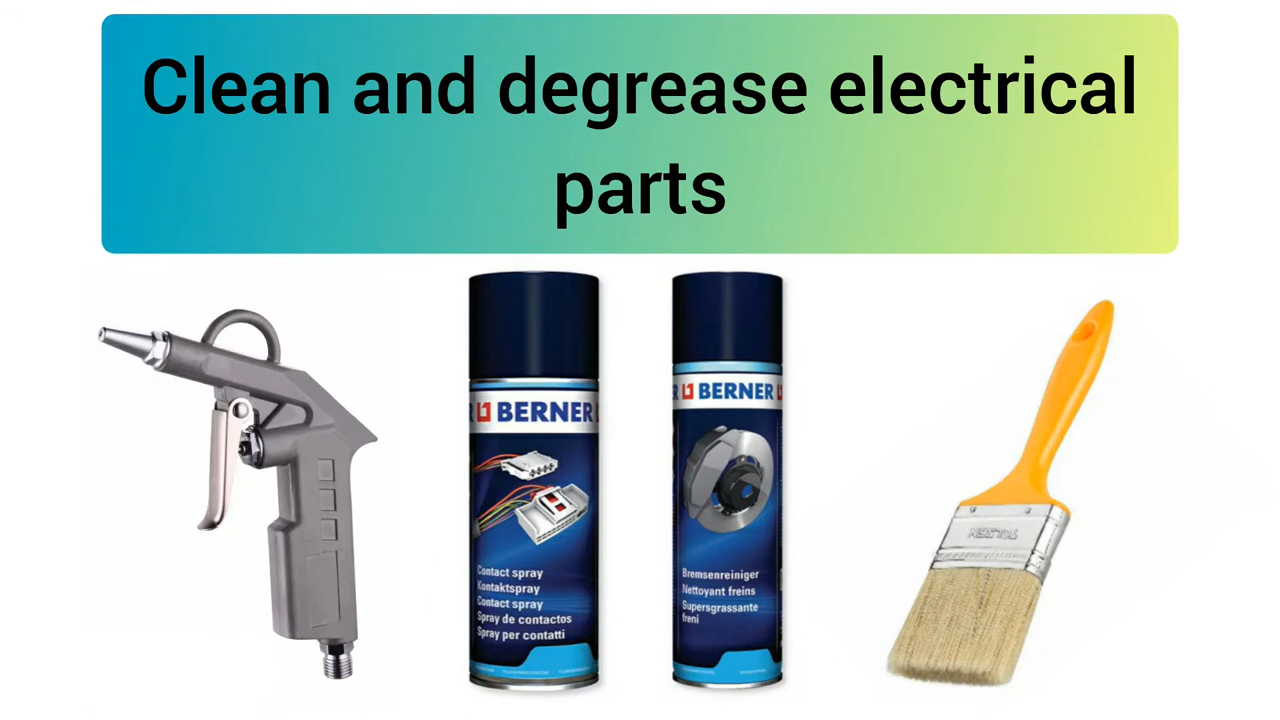 Clean and degrease electrical
parts
BERNER
R BERNER
Contact spray
Kontaktspray
Contact spray
Spray de contactos
Spray per contatti
Bremsenreiniger
Nettoyant freins
Supersgrassante
freni